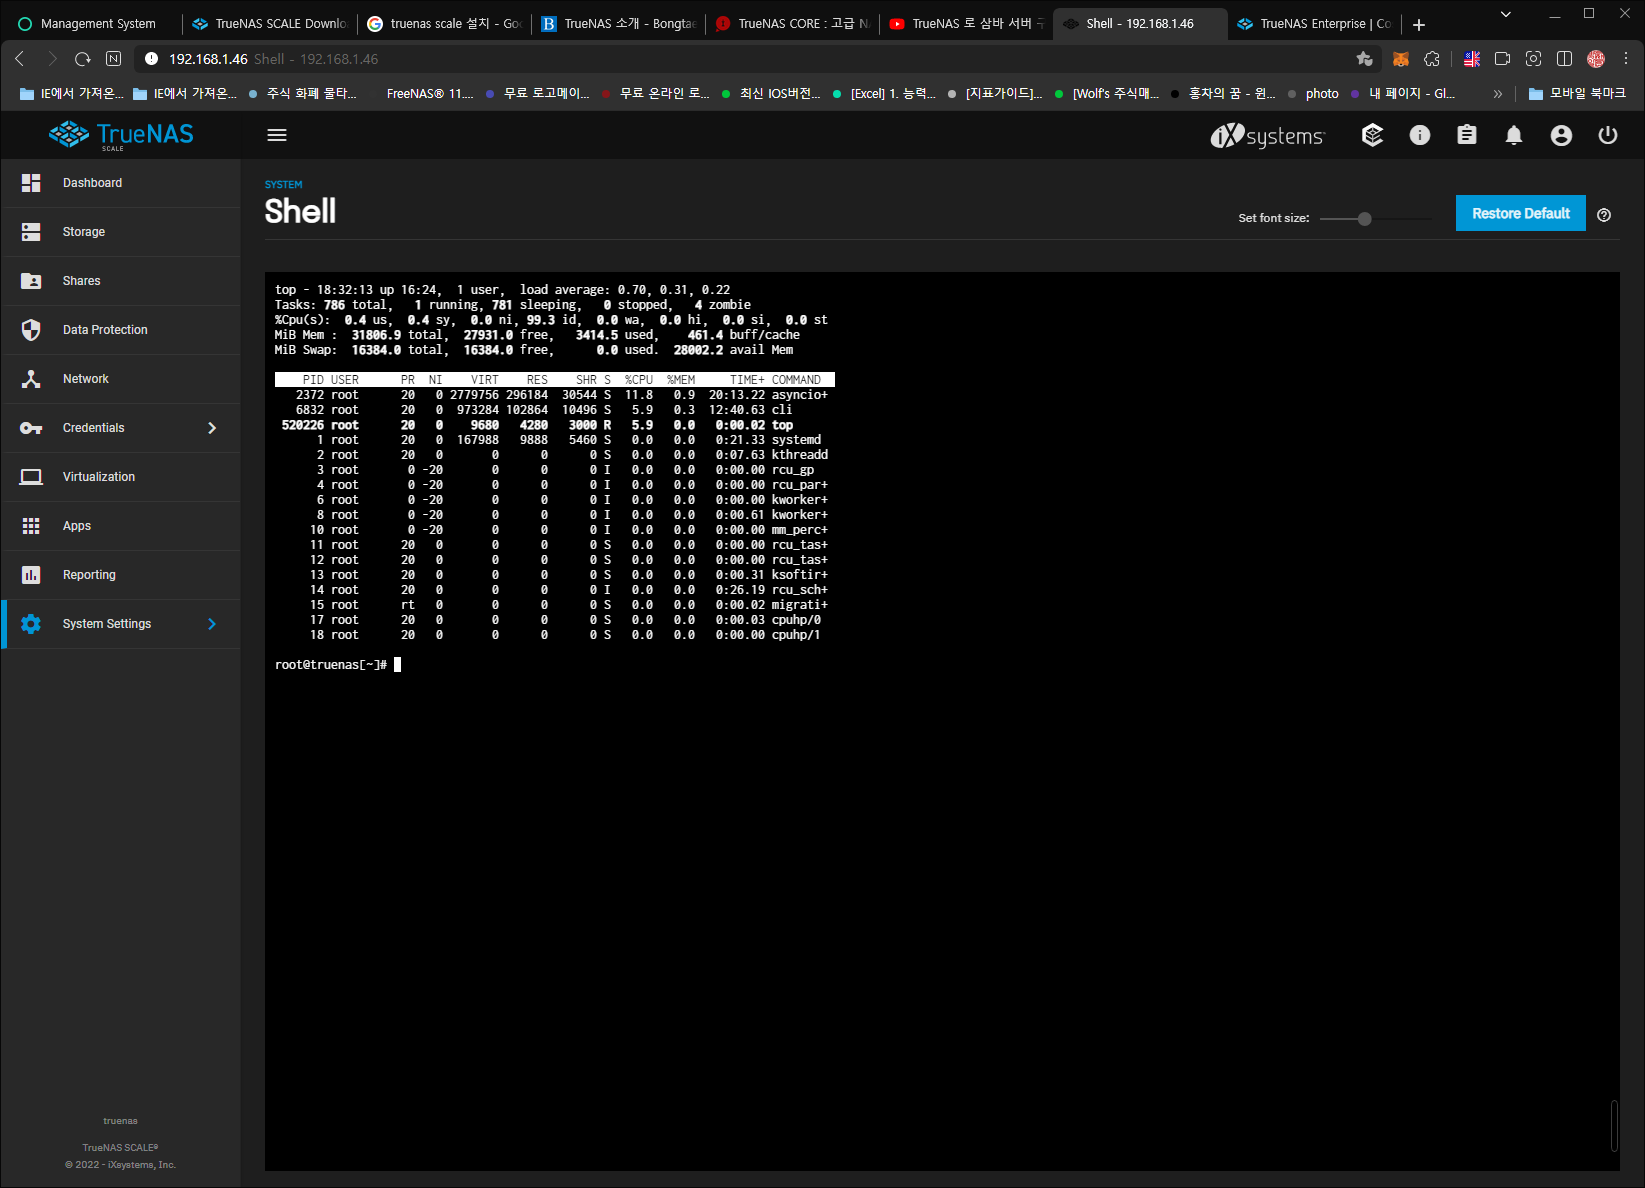 Management System
TrueNAS SCALE Downlo
truenas scale 설치 - Goo
TrueNAS 소개 - Bongtae
TrueNAS CORE : 고급 N
TrueNAS 로 삼바 서버 구
Shell - 192.168.1.46
TrueNAS Enterprise | Co
192.168.1.46 Shell - 192.168.1.46
IE에서 가져온...
IE에서 가져온...
주식 화폐 물타...
FreeNAS® 11....
무료 로고메이...
무료 온라인 로...
최신 IOS버전...
[Excel] 1. 능력...
[지표가이드]...
[Wolf's 주식매...
홍차의 꿈 - 윈...
photo
내 페이지 - Gl...
모바일 북마크
TrueNAS
SCALE
iXsystems
Dashboard
Storage
Shares
Data Protection
Network
Credentials
Virtualization
Apps
Reporting
System Settings
truenas
TrueNAS SCALE®
© 2022 - iXsystems, Inc.
SYSTEM
Shell
Set font size:
Restore Default
top - 18:32:13 up 16:24,  1 user,  load average: 0.70, 0.31, 0.22
Tasks: 786 total,   1 running, 781 sleeping,   0 stopped,   4 zombie
%Cpu(s):  0.4 us,  0.4 sy,  0.0 ni, 99.3 id,  0.0 wa,  0.0 hi,  0.0 si,  0.0 st
MiB Mem :  31806.9 total,  27931.0 free,   3414.5 used,    461.4 buff/cache
MiB Swap:  16384.0 total,  16384.0 free,      0.0 used.  28002.2 avail Mem
PID USER      PR  NI    VIRT    RES    SHR S  %CPU  %MEM     TIME+ COMMAND
2372 root      20   0 2779756 296184  30544 S  11.8   0.9  20:13.22 asyncio+
6832 root      20   0  973284 102864  10496 S   5.9   0.3  12:40.63 cli
520226 root      20   0    9680   4280   3000 R   5.9   0.0   0:00.02 top
1 root      20   0  167988   9888   5460 S   0.0   0.0   0:21.33 systemd
2 root      20   0       0      0      0 S   0.0   0.0   0:07.63 kthreadd
3 root       0 -20       0      0      0 I   0.0   0.0   0:00.00 rcu_gp
4 root       0 -20       0      0      0 I   0.0   0.0   0:00.00 rcu_par+
6 root       0 -20       0      0      0 I   0.0   0.0   0:00.00 kworker+
8 root       0 -20       0      0      0 I   0.0   0.0   0:00.61 kworker+
10 root       0 -20       0      0      0 I   0.0   0.0   0:00.00 mm_perc+
11 root      20   0       0      0      0 S   0.0   0.0   0:00.00 rcu_tas+
12 root      20   0       0      0      0 S   0.0   0.0   0:00.00 rcu_tas+
13 root      20   0       0      0      0 S   0.0   0.0   0:00.31 ksoftir+
14 root      20   0       0      0      0 I   0.0   0.0   0:26.19 rcu_sch+
15 root      rt   0       0      0      0 S   0.0   0.0   0:00.02 migrati+
17 root      20   0       0      0      0 S   0.0   0.0   0:00.03 cpuhp/0
18 root      20   0       0      0      0 S   0.0   0.0   0:00.00 cpuhp/1
root@truenas[~]#